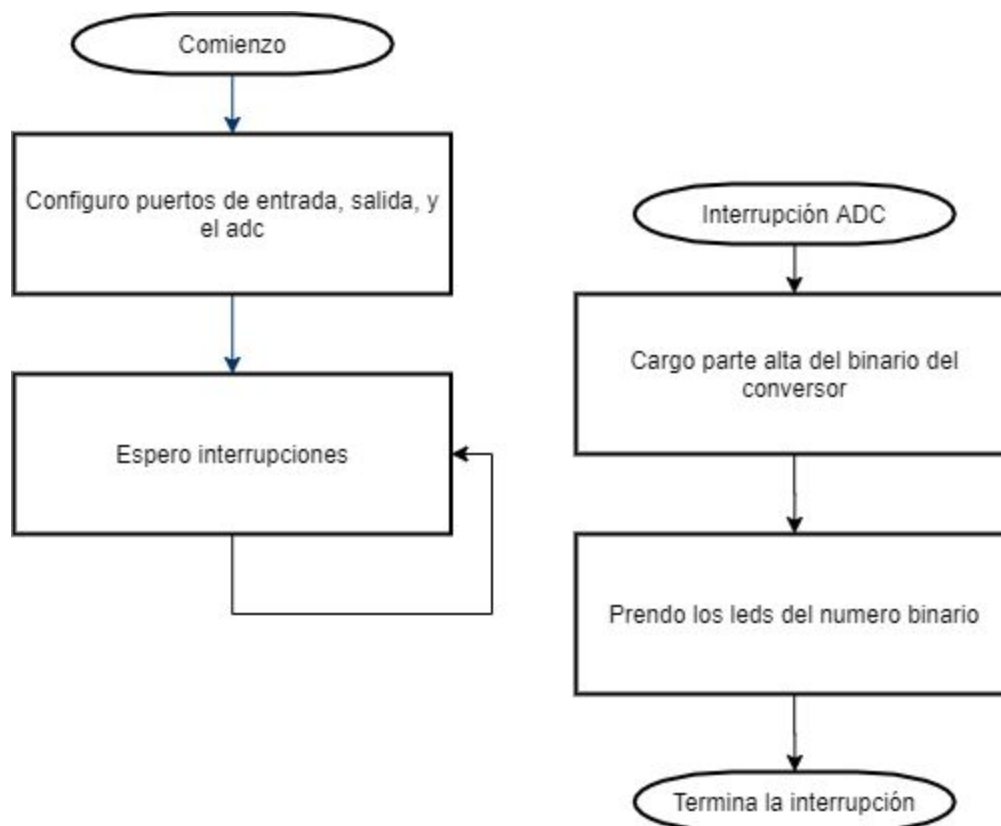 Comienzo
Configuro puertos de entrada, salida, y
el adc
Espero interrupciones
Interrupción ADC
Cargo parte alta del binario del
conversor
Prendo los leds del numero binario
Termina la interrupción